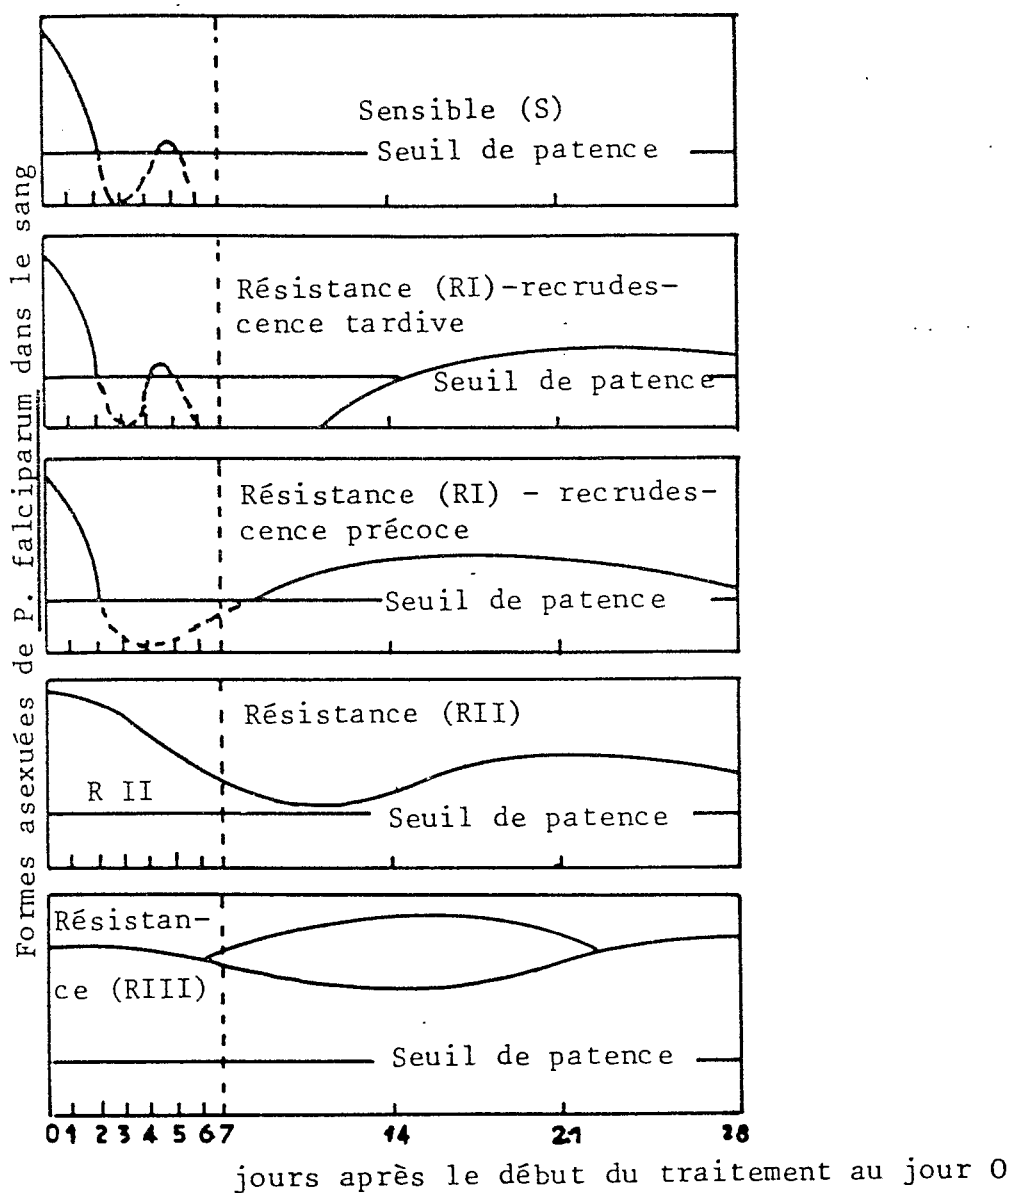 Formes asexuées de P. falciparum dans le sang
Sensible (S)
Seuil de patence
Résistance (RI)-recrudes-
cence tardive
Seuil de patence
Résistance (RI) - recrudes-
cence précoce
Seuil de patence
Résistance (RII)
R II
Seuil de patence
Résistan-
ce (RIII)
Seuil de patence
0 1 2 3 4 5 6 7 14 21 28
jours après le début du traitement au jour 0